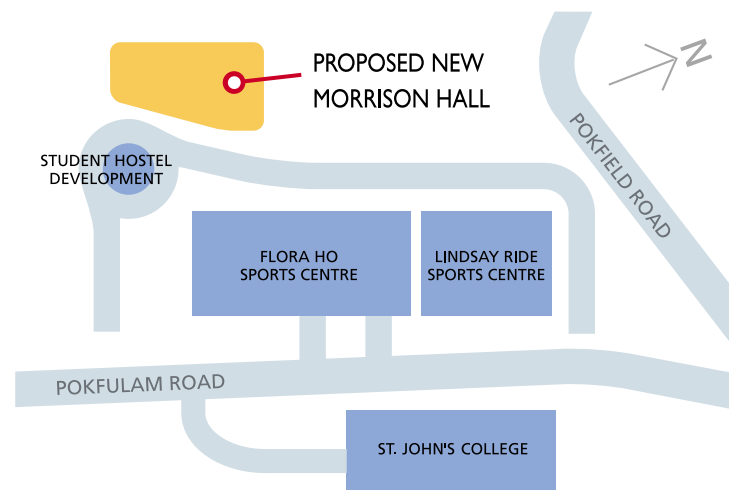 PROPOSED NEW
MORRISON HALL
N
POKFIELD ROAD
STUDENT HOSTEL
DEVELOPMENT
FLORA HO
SPORTS CENTRE
LINDSAY RIDE
SPORTS CENTRE
POKFULAM ROAD
ST. JOHN'S COLLEGE